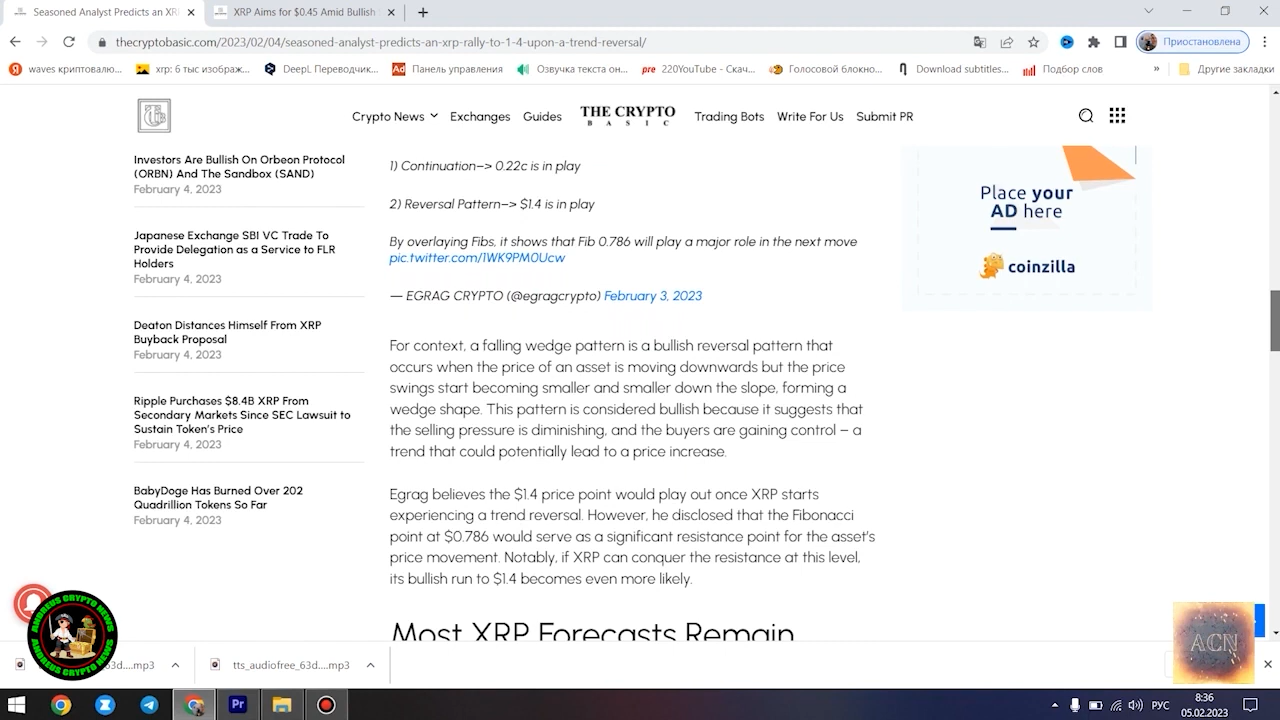 Seasoned Analyst Predicts an XR
XRP Aims for $0.45 Amid Bullish
thecryptobasic.com/2023/02/04/seasoned-analyst-predicts-an-xrp-rally-to-1-4-upon-a-trend-reversal/
Приостановлена
waves криптовалю...
xrp: 6 тыс изображ...
DeepL Переводчик...
Панель управления
Озвучка текста он...
220YouTube - Скач...
Голосовой блокно...
Download subtitles...
Подбор слов
»
Другие закладки
Crypto News
Exchanges
Guides
THE CRYPTO
BASIC
Trading Bots
Write For Us
Submit PR
Investors Are Bullish On Orbeon Protocol
(ORBN) And The Sandbox (SAND)
February 4, 2023
Japanese Exchange SBI VC Trade To
Provide Delegation as a Service to FLR
Holders
February 4, 2023
Deaton Distances Himself From XRP
Buyback Proposal
February 4, 2023
Ripple Purchases $8.4B XRP From
Secondary Markets Since SEC Lawsuit to
Sustain Token's Price
February 4, 2023
BabyDoge Has Burned Over 202
Quadrillion Tokens So Far
February 4, 2023
1) Continuation–> 0.22c is in play
2) Reversal Pattern–> $1.4 is in play
By overlaying Fibs, it shows that Fib 0.786 will play a major role in the next move
pic.twitter.com/1WK9PM0Ucw
— EGRAG CRYPTO (@egragcrypto) February 3, 2023
For context, a falling wedge pattern is a bullish reversal pattern that
occurs when the price of an asset is moving downwards but the price
swings start becoming smaller and smaller down the slope, forming a
wedge shape. This pattern is considered bullish because it suggests that
the selling pressure is diminishing, and the buyers are gaining control – a
trend that could potentially lead to a price increase.
Egrag believes the $1.4 price point would play out once XRP starts
experiencing a trend reversal. However, he disclosed that the Fibonacci
point at $0.786 would serve as a significant resistance point for the asset's
price movement. Notably, if XRP can conquer the resistance at this level,
its bullish run to $1.4 becomes even more likely.
Most XRP Forecasts Remain
Place your
AD here
coinzilla
ANDREUS CRYPTO NEWS
ANDREUS CRYPTO NEWS
ACN
63d....mp3
tts_audiofree_63d....mp3
РУС
8:36
05.02.2023